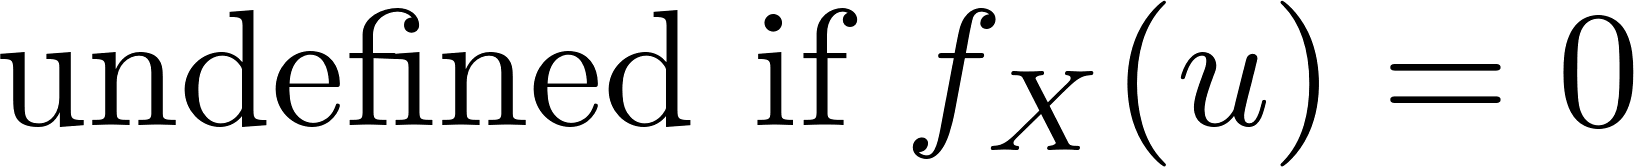 undefined if $f_X(u) = 0$